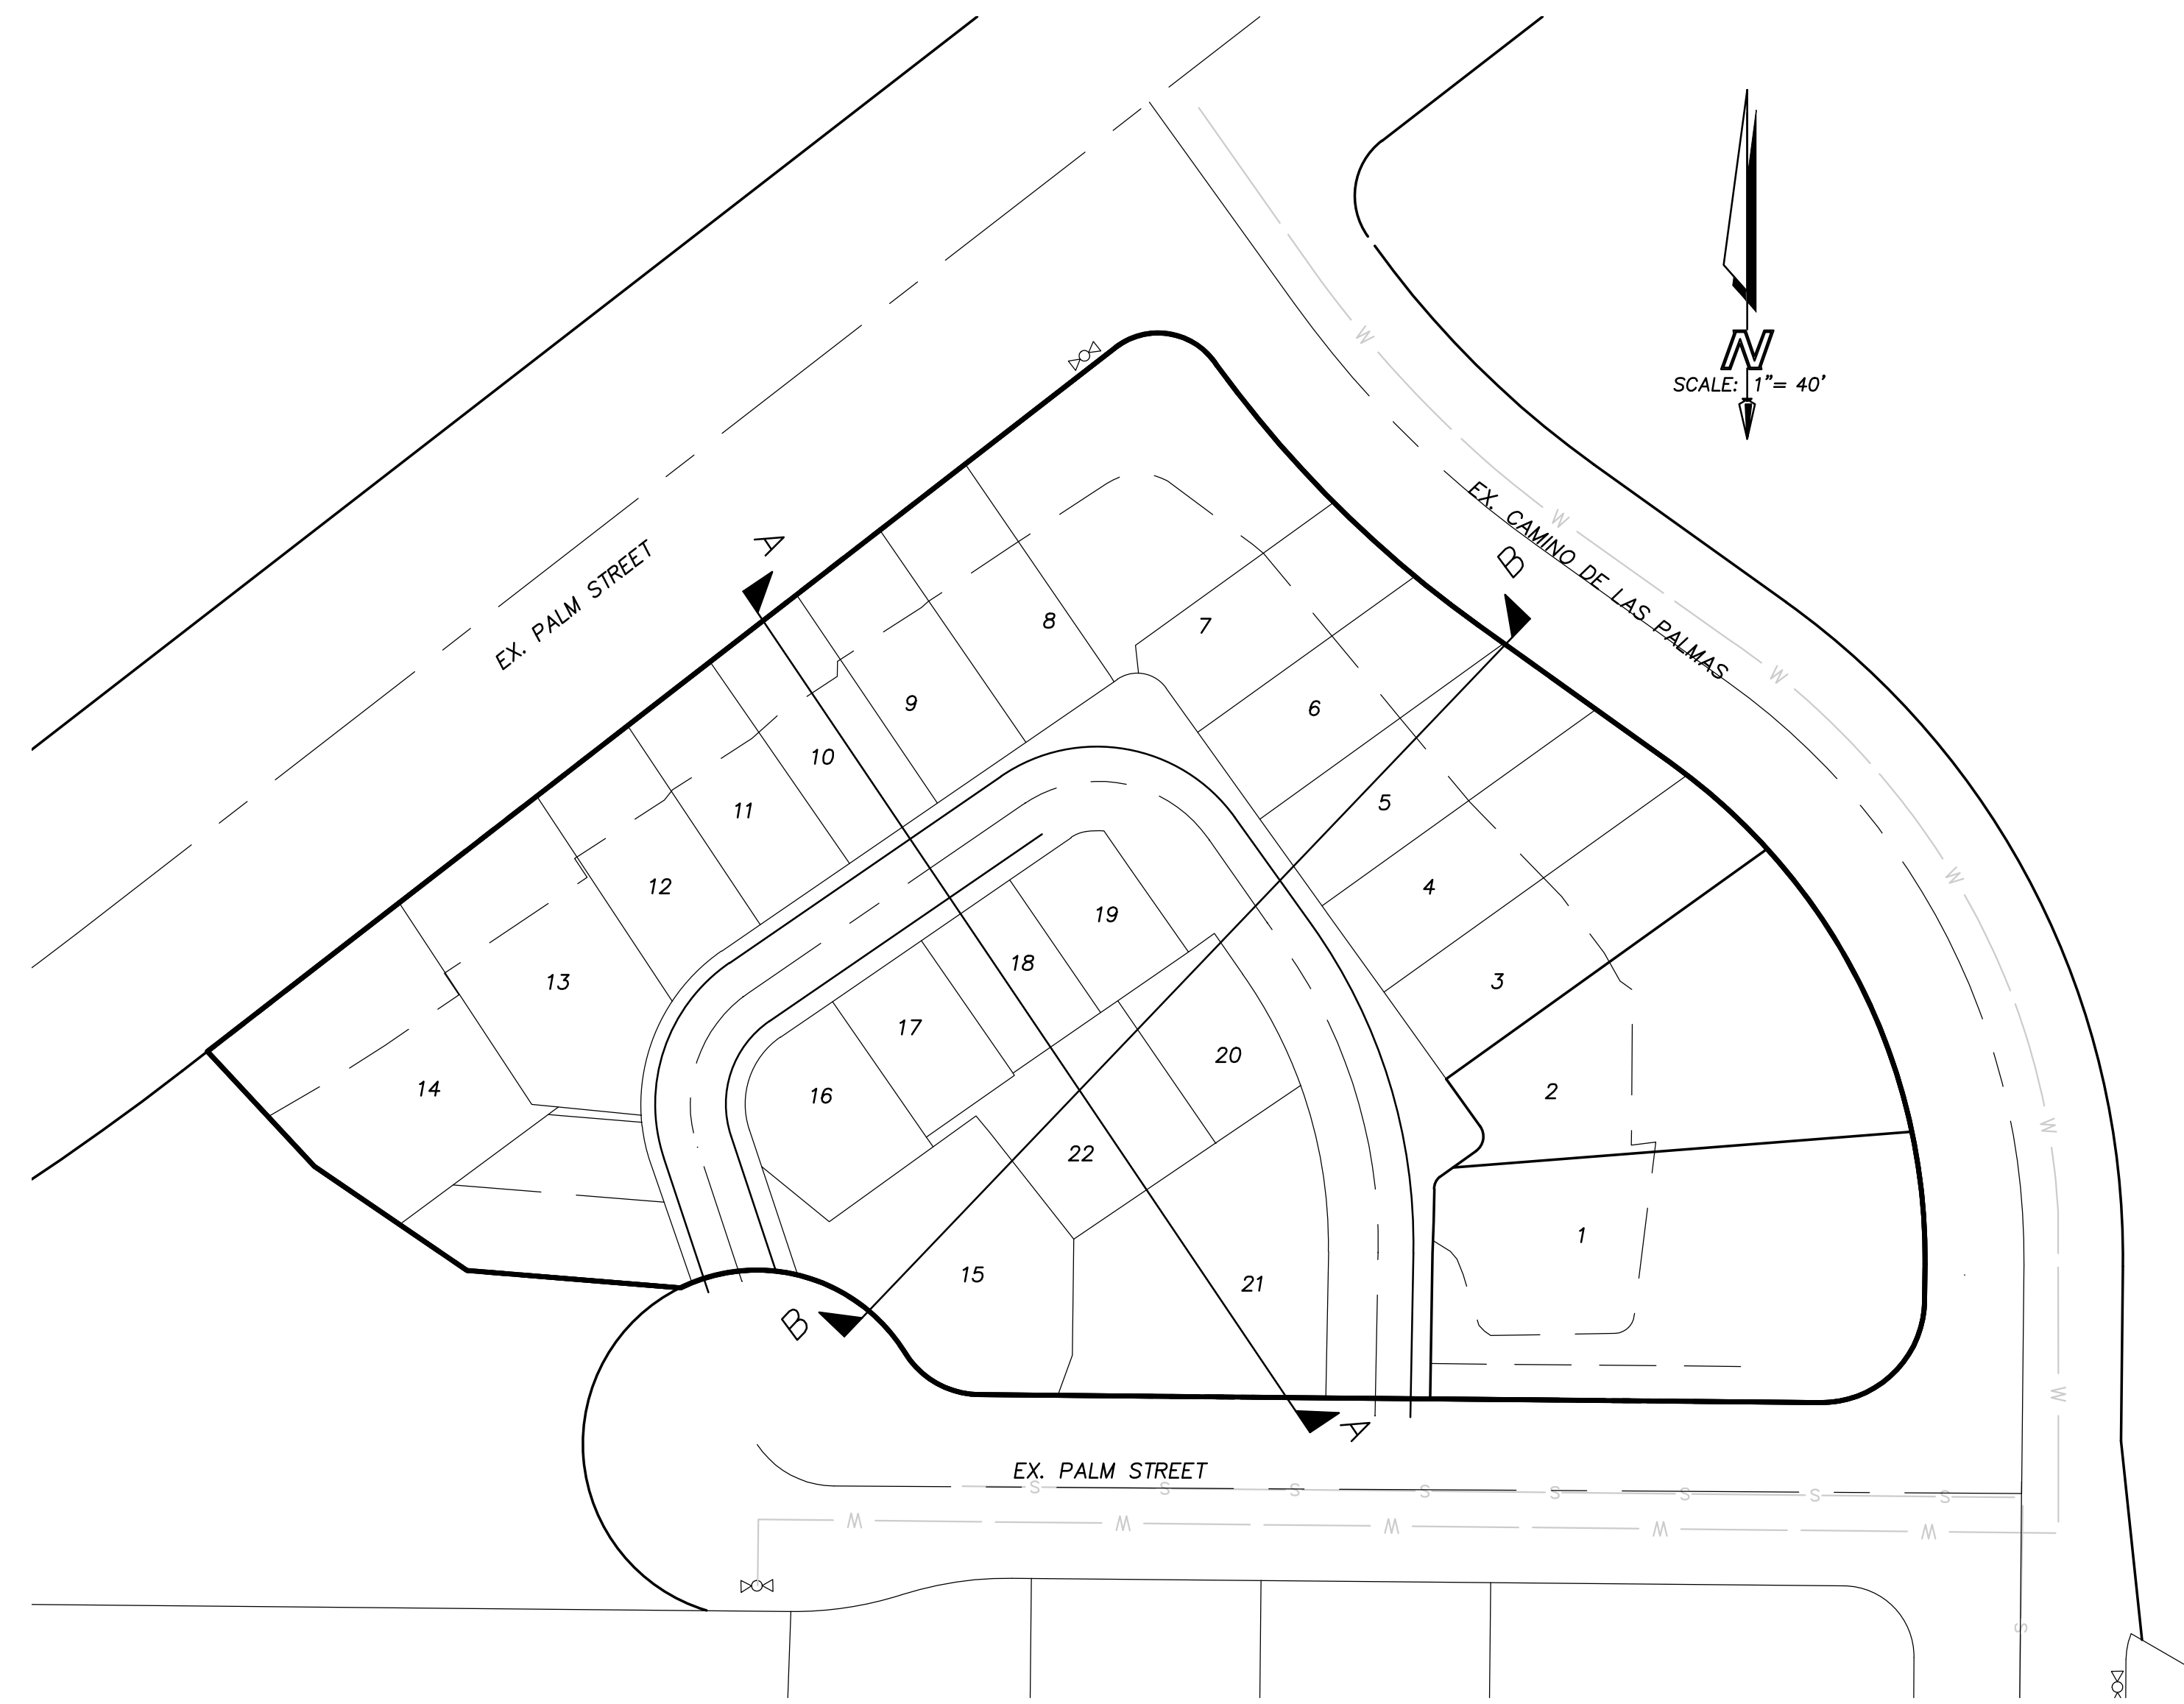 N
SCALE: 1"= 40'
W
EX. CAMINO DE LAS PALMAS
W
B
A
EX. PALM STREET
8
7
W
9
6
10
11
5
12
4
W
19
13
18
3
17
20
14
16
2
W
22
1
15
21
B
A
W
EX. PALM STREET
S S S S S S S S
W W W W W
S